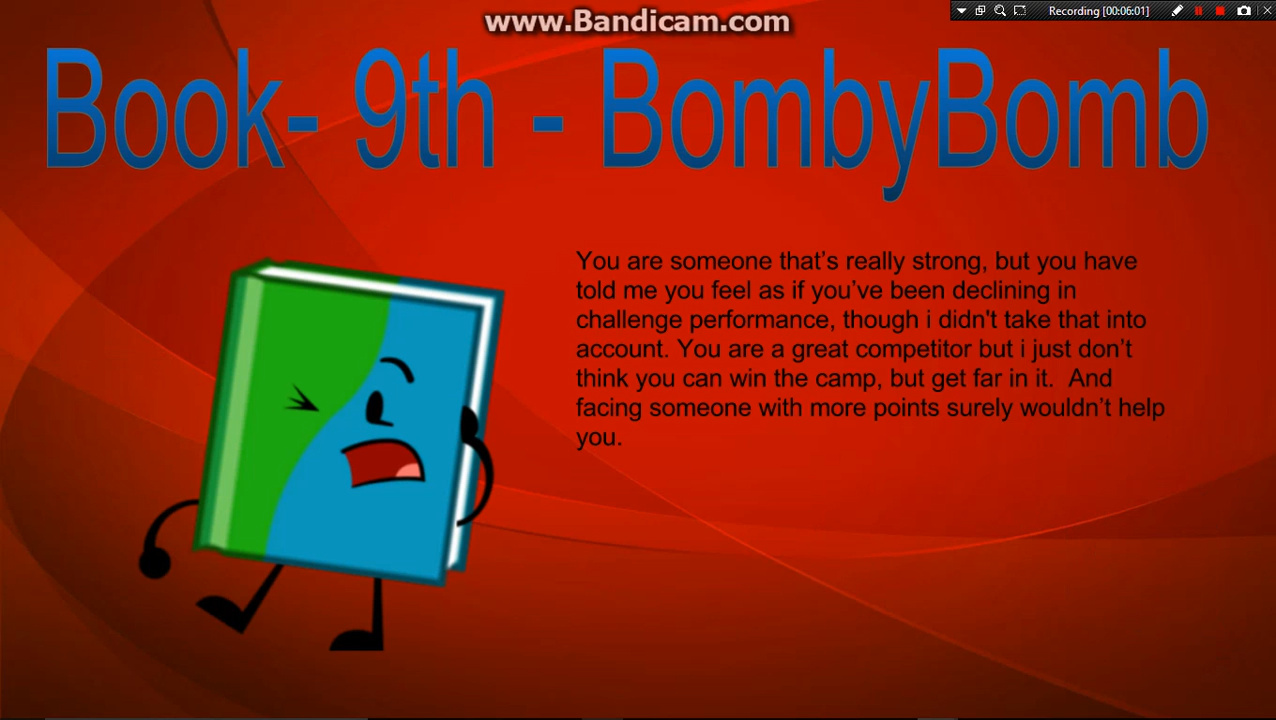 www.Bandicam.com
Recording [00:06:01]
Book- 9th - BombyBomb
You are someone that's really strong, but you have
told me you feel as if you've been declining in
challenge performance, though i didn't take that into
account. You are a great competitor but i just don't
think you can win the camp, but get far in it.  And
facing someone with more points surely wouldn't help
you.